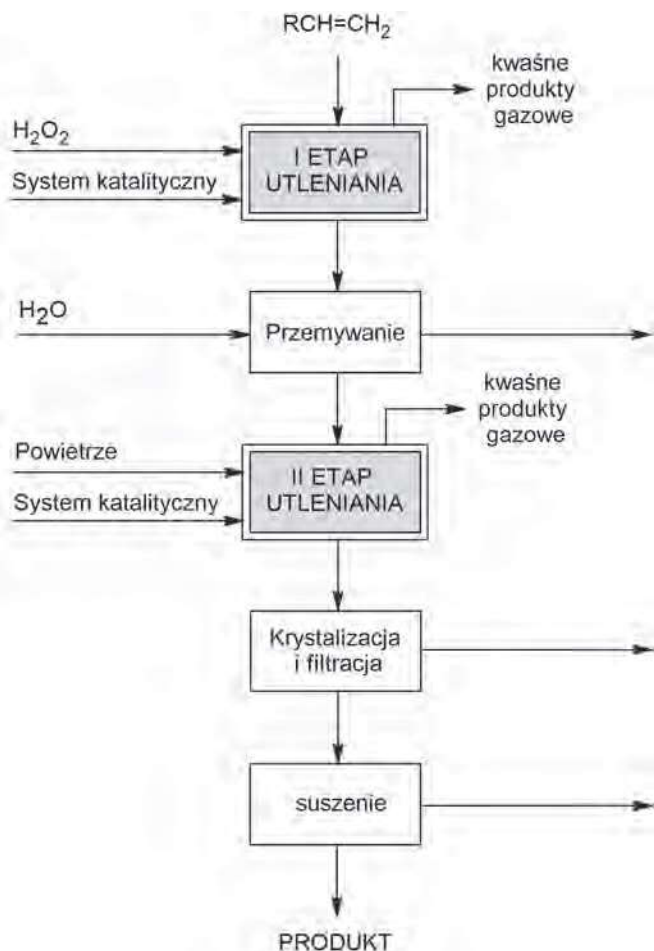 RCH=CH₂
kwaśne
produkty
gazowe
H₂O₂
System katalityczny
I ETAP
UTLENIANIA
H₂O
Przemywanie
kwaśne
produkty
gazowe
Powietrze
System katalityczny
II ETAP
UTLENIANIA
Krystalizacja
i filtracja
suszenie
PRODUKT